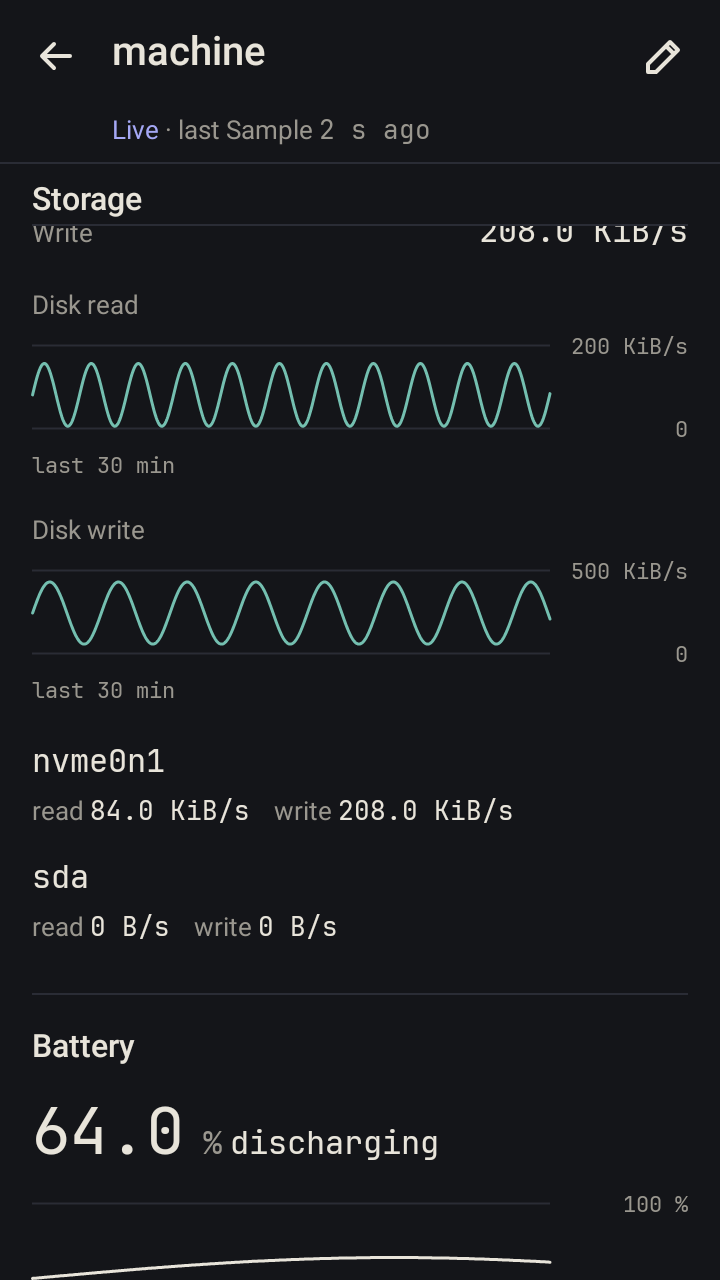 machine
Live · last Sample 2 s ago
Storage
Write 208.0 KiB/s
Disk read
200 KiB/s
0
last 30 min
Disk write
500 KiB/s
0
last 30 min
nvme0n1
read 84.0 KiB/s write 208.0 KiB/s
sda
read 0 B/s write 0 B/s
Battery
64.0 % discharging
100 %